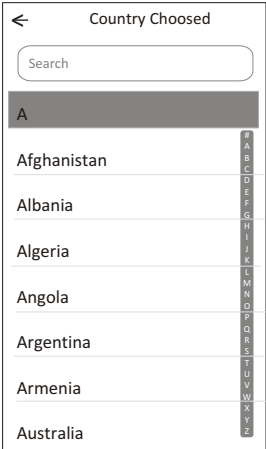 Country Choosed
Search
A
Afghanistan
Albania
Algeria
Angola
Argentina
Armenia
Australia
#
A
B
C
D
E
F
G
H
I
J
K
L
M
N
O
P
Q
R
S
T
U
V
W
X
Y
Z